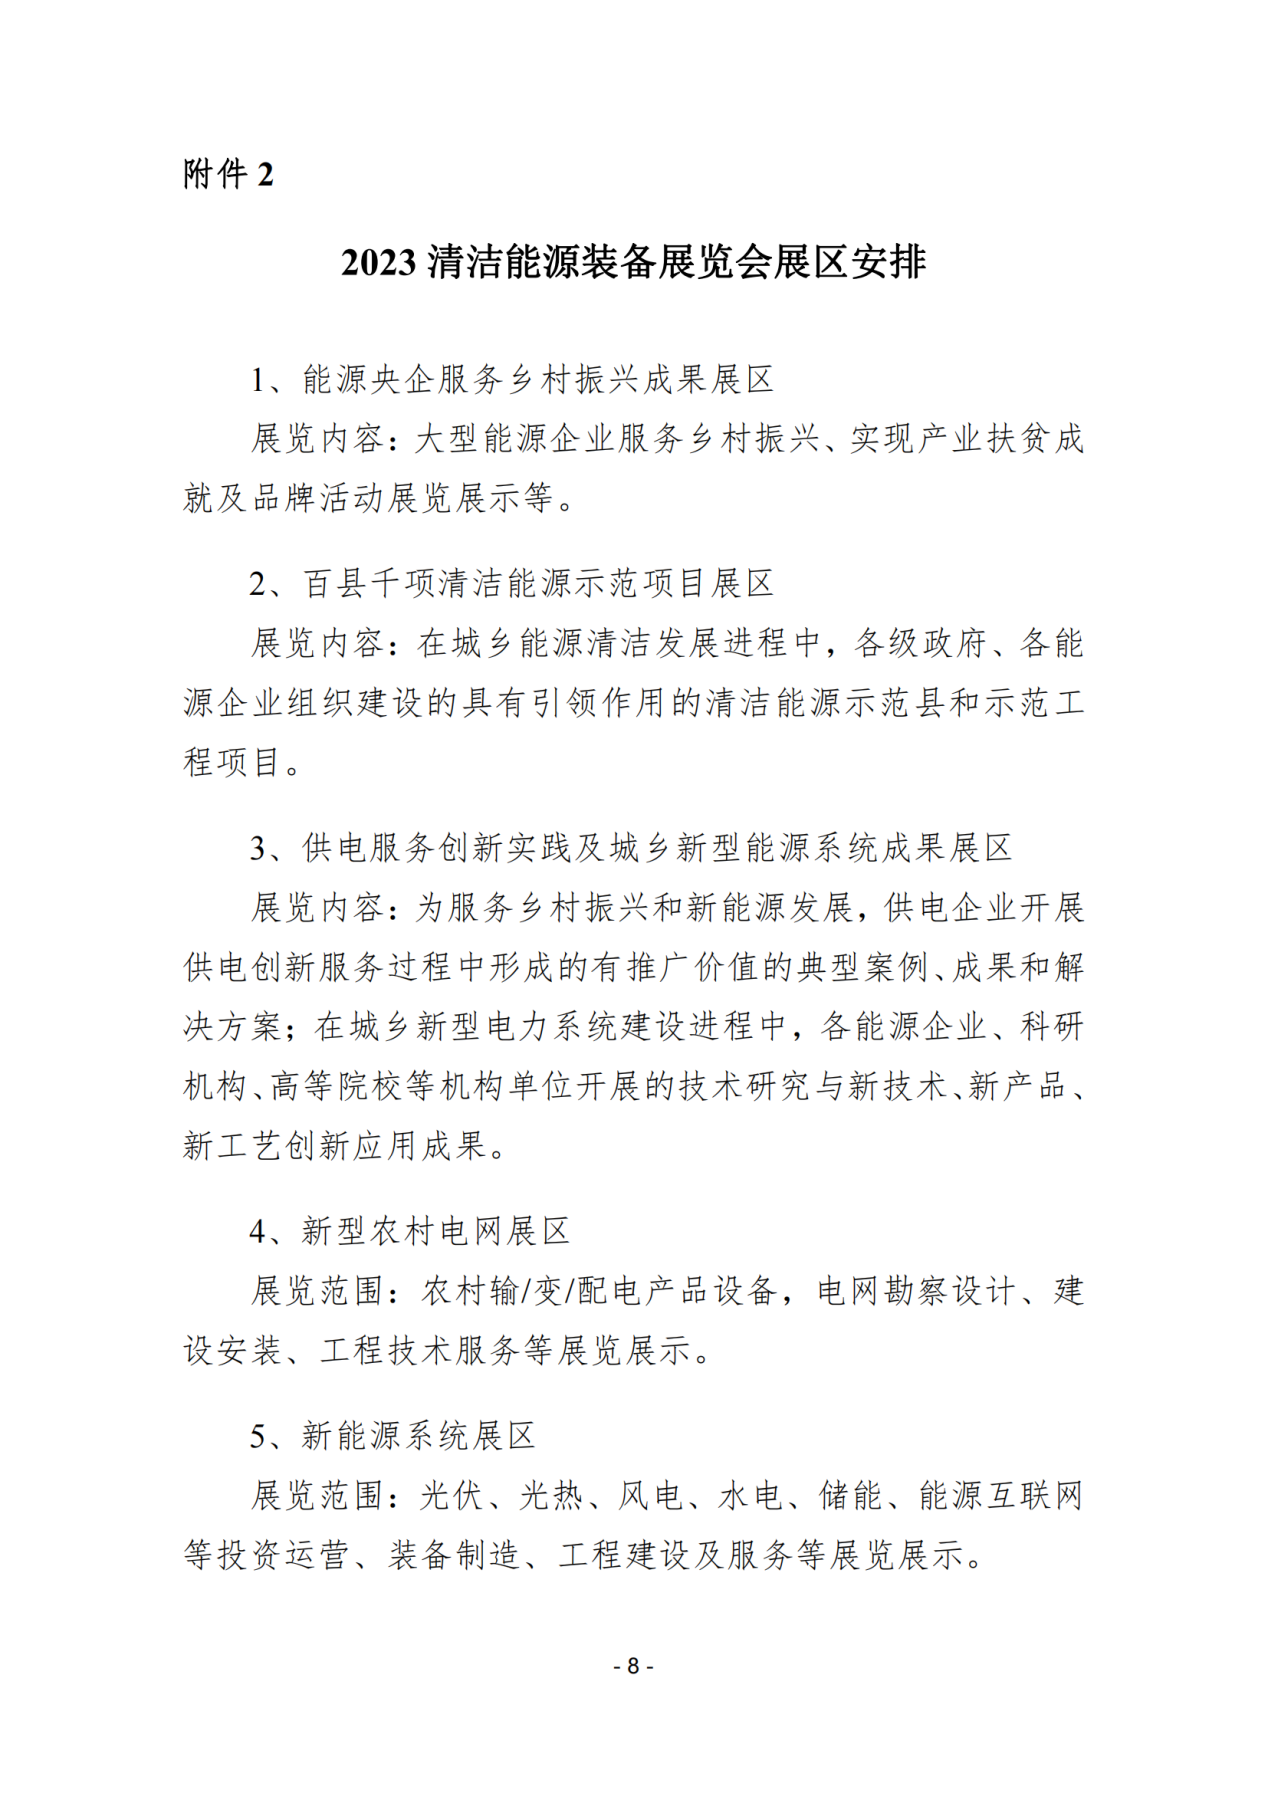 附件 2
2023 清洁能源装备展览会展区安排
1、能源央企服务乡村振兴成果展区
展览内容：大型能源企业服务乡村振兴、实现产业扶贫成
就及品牌活动展览展示等。
2、百县千项清洁能源示范项目展区
展览内容：在城乡能源清洁发展进程中，各级政府、各能
源企业组织建设的具有引领作用的清洁能源示范县和示范工
程项目。
3、供电服务创新实践及城乡新型能源系统成果展区
展览内容：为服务乡村振兴和新能源发展，供电企业开展
供电创新服务过程中形成的有推广价值的典型案例、成果和解
决方案；在城乡新型电力系统建设进程中，各能源企业、科研
机构、高等院校等机构单位开展的技术研究与新技术、新产品、
新工艺创新应用成果。
4、新型农村电网展区
展览范围：农村输/变/配电产品设备，电网勘察设计、建
设安装、工程技术服务等展览展示。
5、新能源系统展区
展览范围：光伏、光热、风电、水电、储能、能源互联网
等投资运营、装备制造、工程建设及服务等展览展示。
- 8 -